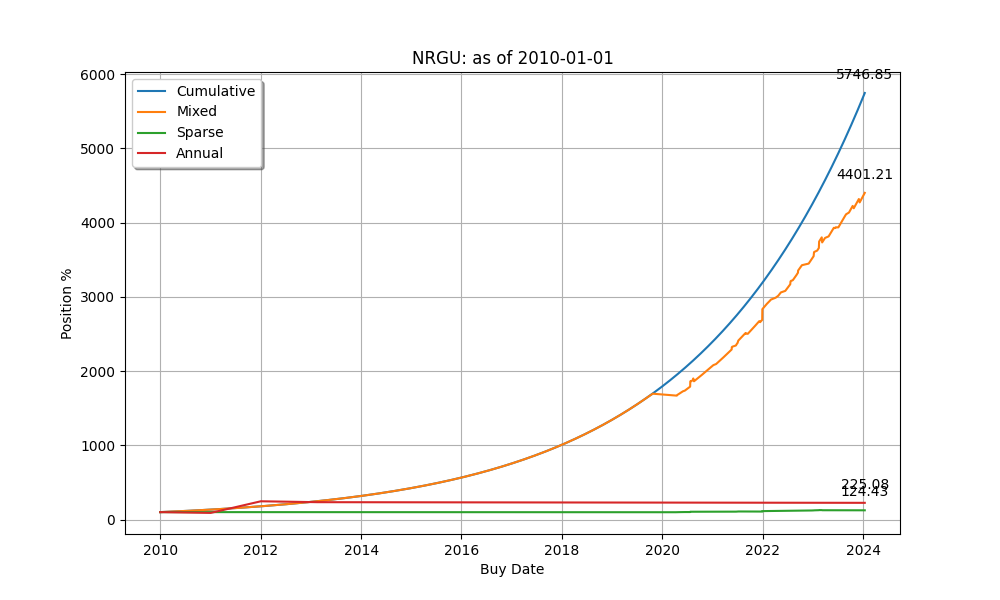 NRGU: as of 2010-01-01
6000
5000
4000
3000
2000
1000
0
Position %
Cumulative
Mixed
Sparse
Annual
5746.85
4401.21
225.08
124.43
2010
2012
2014
2016
2018
2020
2022
2024
Buy Date